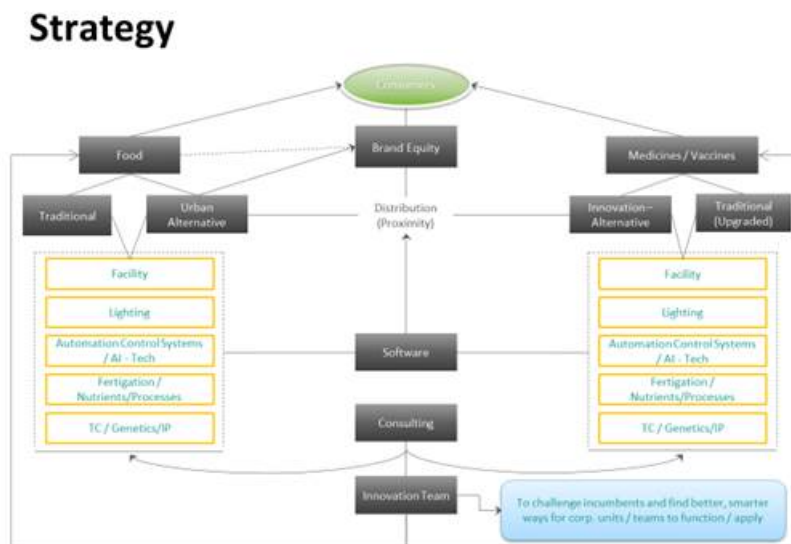 Strategy
Consumers
Food
Brand Equity
Medicines / Vaccines
Traditional
Urban
Alternative
Distribution
(Proximity)
Innovation –
Alternative
Traditional
(Upgraded)
Facility
Lighting
Automation Control Systems
/ AI - Tech
Fertigation /
Nutrients/Processes
TC / Genetics/IP
Software
Facility
Lighting
Automation Control Systems
/ AI - Tech
Fertigation /
Nutrients/Processes
TC / Genetics/IP
Consulting
Innovation Team
To challenge incumbents and find better, smarter
ways for corp. units / teams to function / apply